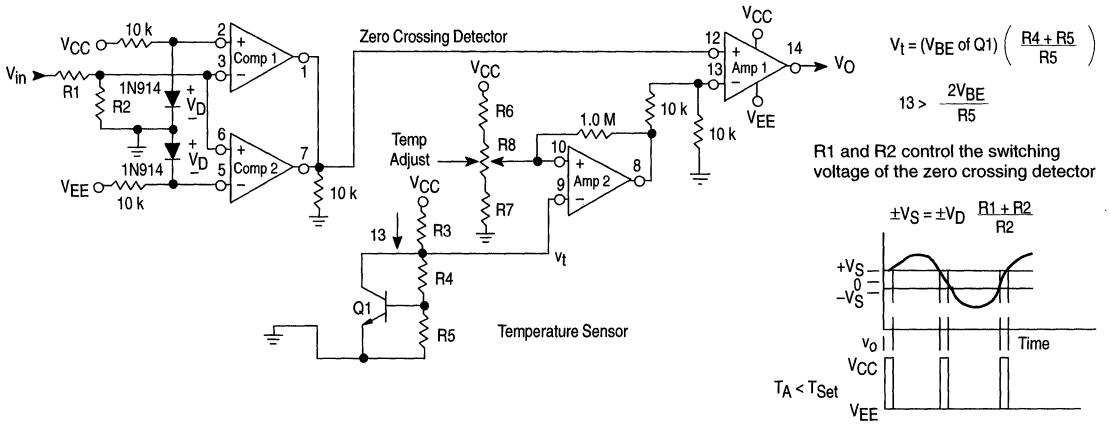 10 k
VCC
2
+
3
−
Comp 1
1
Vin
R1
R2
1N914
+
VD
−
+
VD
−
1N914
6
+
5
−
Comp 2
7
VEE
10 k
10 k
Zero Crossing Detector
VCC
R6
Temp
Adjust
R8
R7
1.0 M
10
+
9
−
Amp 2
8
10 k
10 k
12
+
13
−
Amp 1
VCC
VEE
14
VO
VCC
13
R3
R4
R5
Q1
vt
Temperature Sensor
Vt = (VBE of Q1) ( R4 + R5 / R5 )
13 > 2VBE / R5
R1 and R2 control the switching
voltage of the zero crossing detector
±VS = ±VD R1 + R2 / R2
+VS
0
−VS
vo
Time
VCC
TA < TSet
VEE